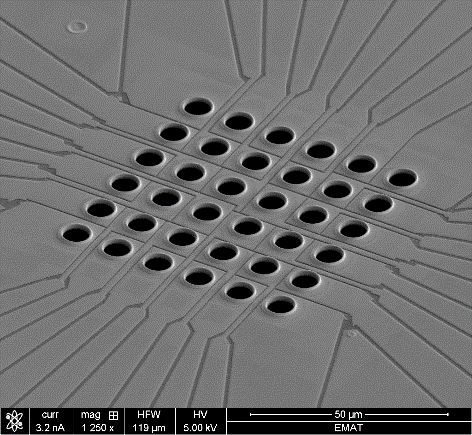 curr mag HFW HV 50 μm
3.2 nA 1 250 x 119 μm 5.00 kV EMAT